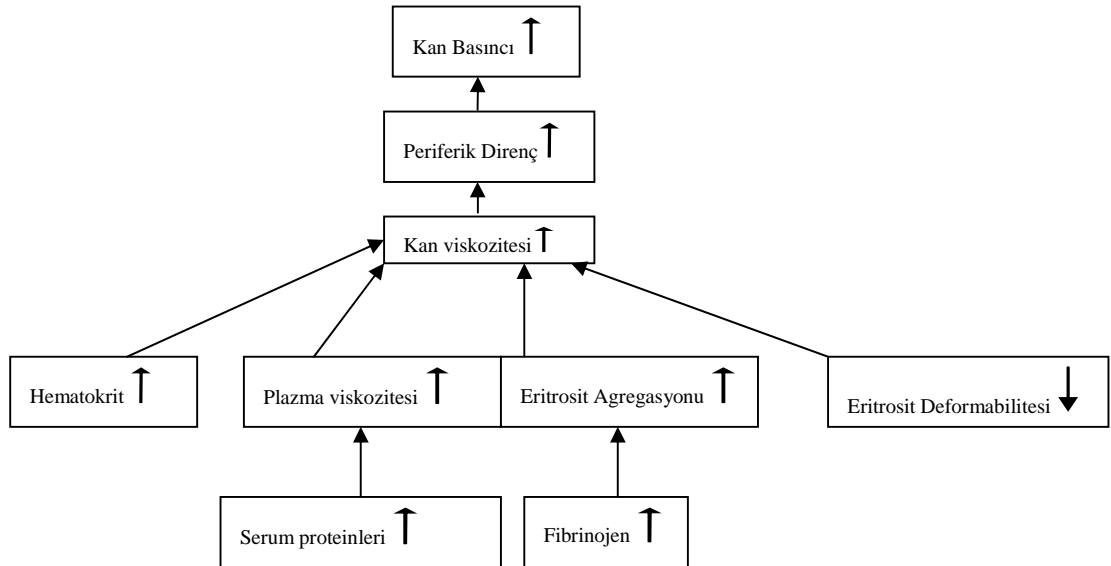 Kan Basıncı
Periferik Direnç
Kan viskozitesi
Hematokrit
Plazma viskozitesi
Eritrosit Agregasyonu
Eritrosit Deformabilitesi
Serum proteinleri
Fibrinojen